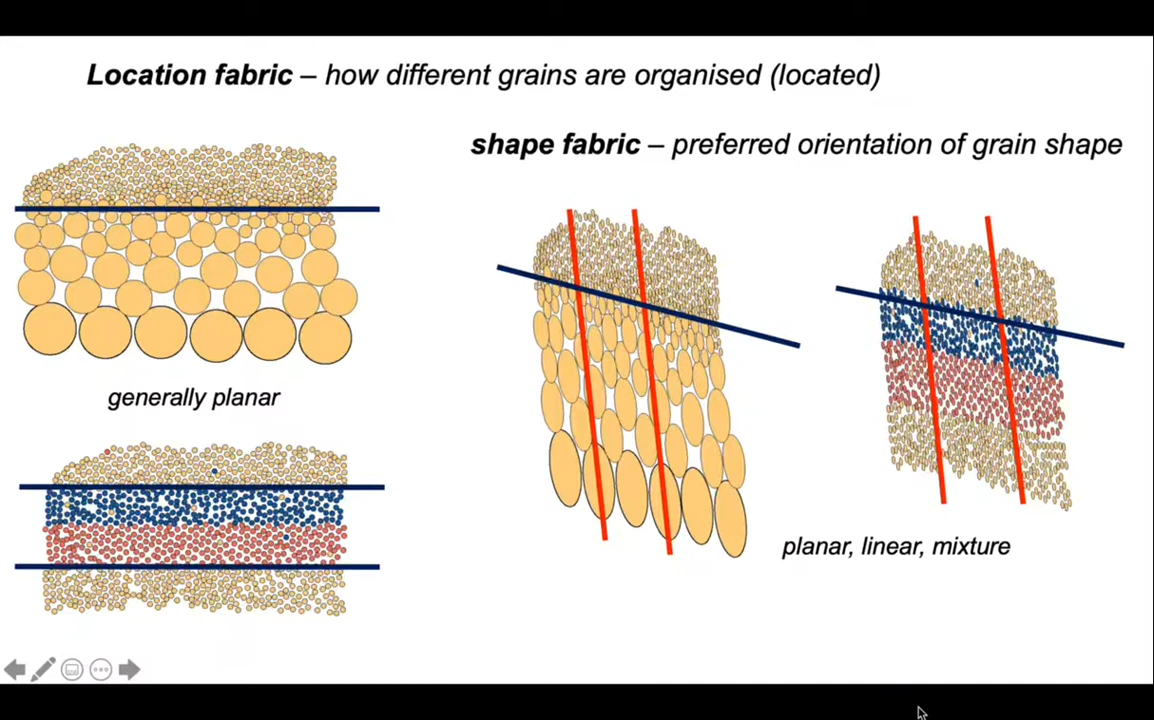 Location fabric – how different grains are organised (located)
shape fabric – preferred orientation of grain shape
generally planar
planar, linear, mixture